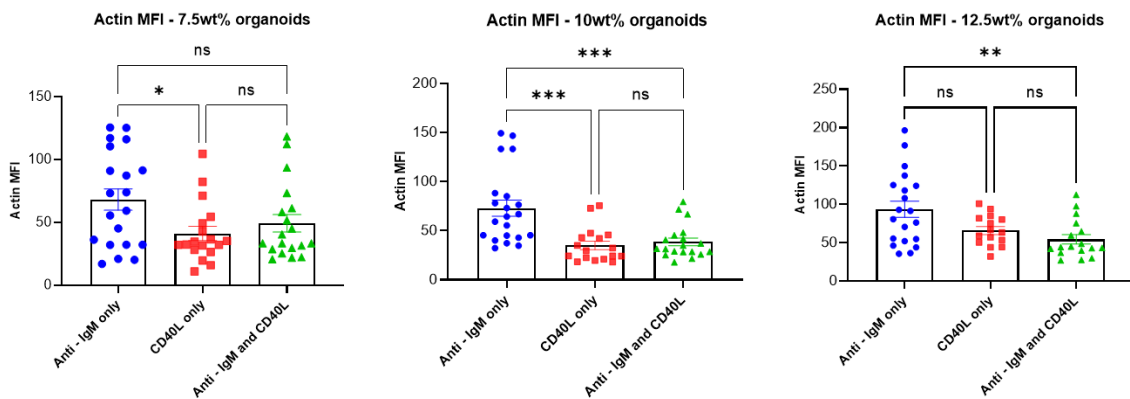 Actin MFI - 7.5wt% organoids
ns
*
ns
150
100
50
0
Actin MFI
Anti - IgM only
CD40L only
Anti - IgM and CD40L
Actin MFI - 10wt% organoids
***
***
ns
200
150
100
50
0
Actin MFI
Anti - IgM only
CD40L only
Anti - IgM and CD40L
Actin MFI - 12.5wt% organoids
**
ns
ns
250
200
150
100
50
0
Actin MFI
Anti - IgM only
CD40L only
Anti - IgM and CD40L